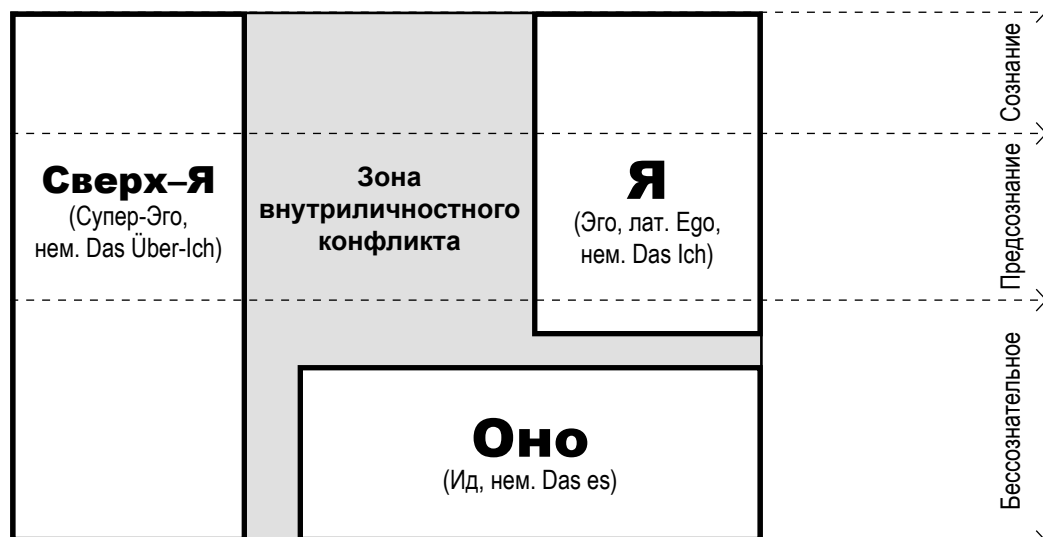 Сверх–Я
(Супер-Эго,
нем. Das Über-Ich)
Зона
внутриличностного
конфликта
Я
(Эго, лат. Ego,
нем. Das Ich)
Оно
(Ид, нем. Das es)
Сознание
Предсознание
Бессознательное